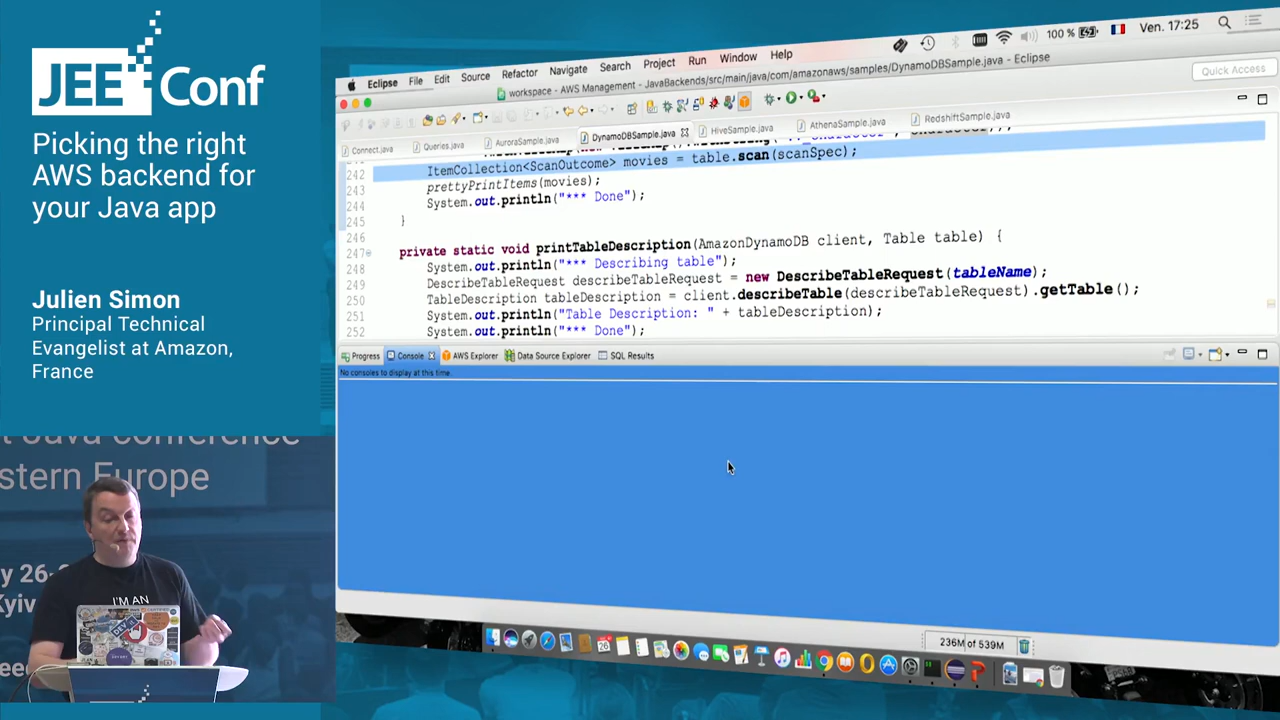 JEE Conf
Picking the right
AWS backend for
your Java app
Julien Simon
Principal Technical
Evangelist at Amazon,
France
t Java conference
stern Europe
y 26-
Kyiv
I'M AN
Eclipse File Edit Source Refactor Navigate Search Project Run Window Help
100 % Ven. 17:25
workspace - AWS Management - JavaBackends/src/main/java/com/amazonaws/samples/DynamoDBSample.java - Eclipse
Quick Access
Connect.java Queries.java AuroraSample.java DynamoDBSample.java HiveSample.java AthenaSample.java RedshiftSample.java
242 ItemCollection<ScanOutcome> movies = table.scan(scanSpec);
243 prettyPrintItems(movies);
244 System.out.println("*** Done");
245 }
246
247 private static void printTableDescription(AmazonDynamoDB client, Table table) {
248 System.out.println("*** Describing table");
249 DescribeTableRequest describeTableRequest = new DescribeTableRequest(tableName);
250 TableDescription tableDescription = client.describeTable(describeTableRequest).getTable();
251 System.out.println("Table Description: " + tableDescription);
252 System.out.println("*** Done");
Progress Console AWS Explorer Data Source Explorer SQL Results
No consoles to display at this time.
236M of 539M